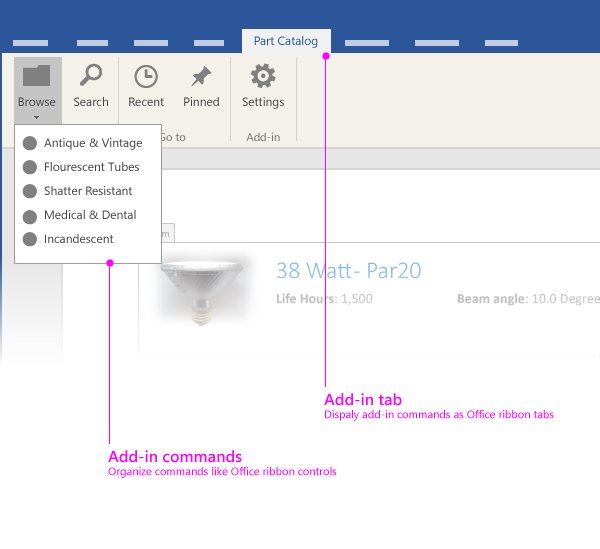 Part Catalog
Browse Search Recent Pinned Settings
Go to Add-in
Antique & Vintage
Flourescent Tubes
Shatter Resistant
Medical & Dental
Incandescent
38 Watt- Par20
Life Hours: 1,500 Beam angle: 10.0 Degree
Add-in tab
Dispaly add-in commands as Office ribbon tabs
Add-in commands
Organize commands like Office ribbon controls